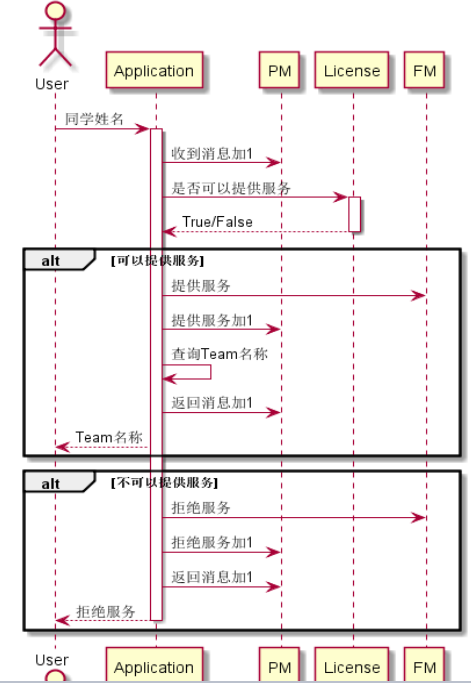 User
Application
PM
License
FM
同学姓名
收到消息加1
是否可以提供服务
True/False
alt
[可以提供服务]
提供服务
提供服务加1
查询Team名称
返回消息加1
Team名称
alt
[不可以提供服务]
拒绝服务
拒绝服务加1
返回消息加1
拒绝服务
User
Application
PM
License
FM